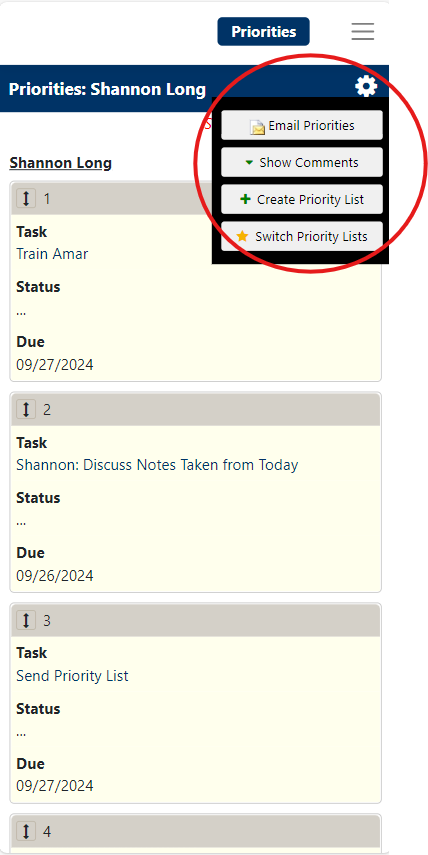 Priorities
Priorities: Shannon Long
S
Email Priorities
Show Comments
Create Priority List
Switch Priority Lists
Shannon Long
1
Task
Train Amar
Status
...
Due
09/27/2024
2
Task
Shannon: Discuss Notes Taken from Today
Status
...
Due
09/26/2024
3
Task
Send Priority List
Status
...
Due
09/27/2024
4